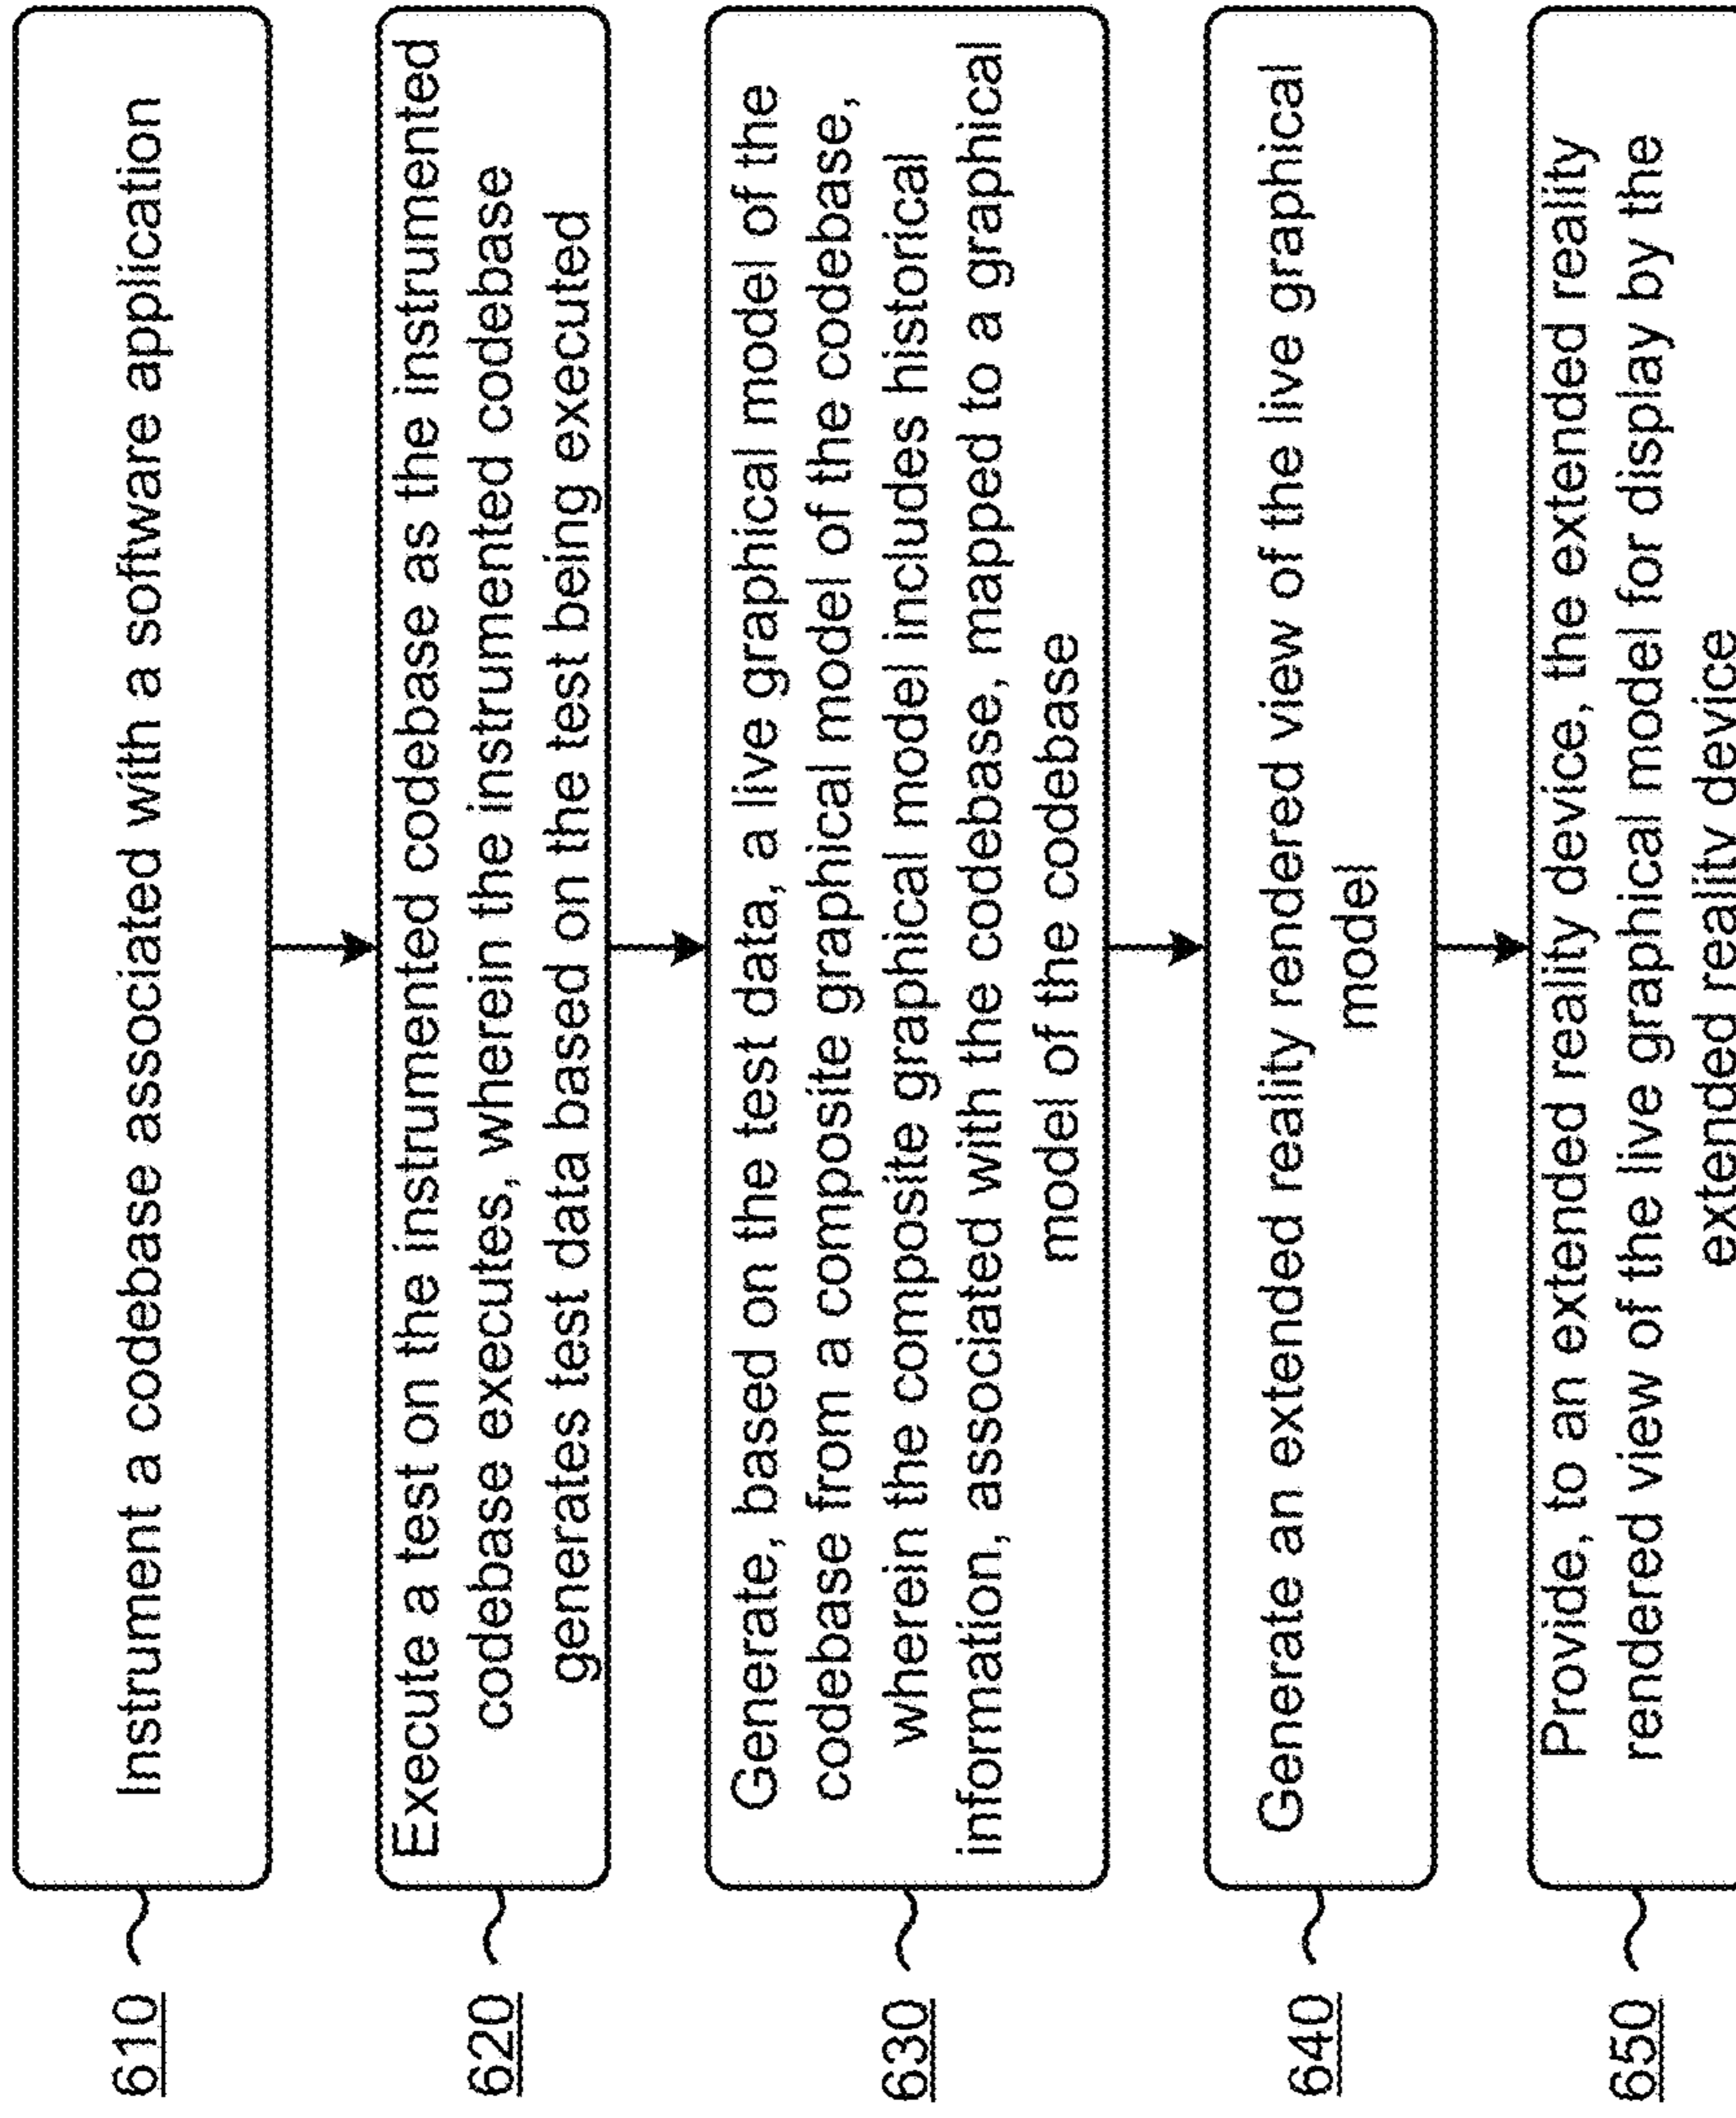 610
Instrument a codebase associated with a software application
620
Execute a test on the instrumented codebase as the instrumented
codebase executes, wherein the instrumented codebase
generates test data based on the test being executed
630
Generate, based on the test data, a live graphical model of the
codebase from a composite graphical model of the codebase,
wherein the composite graphical model includes historical
information, associated with the codebase, mapped to a graphical
model of the codebase
640
Generate an extended reality rendered view of the live graphical
model
650
Provide, to an extended reality device, the extended reality
rendered view of the live graphical model for display by the
extended reality device